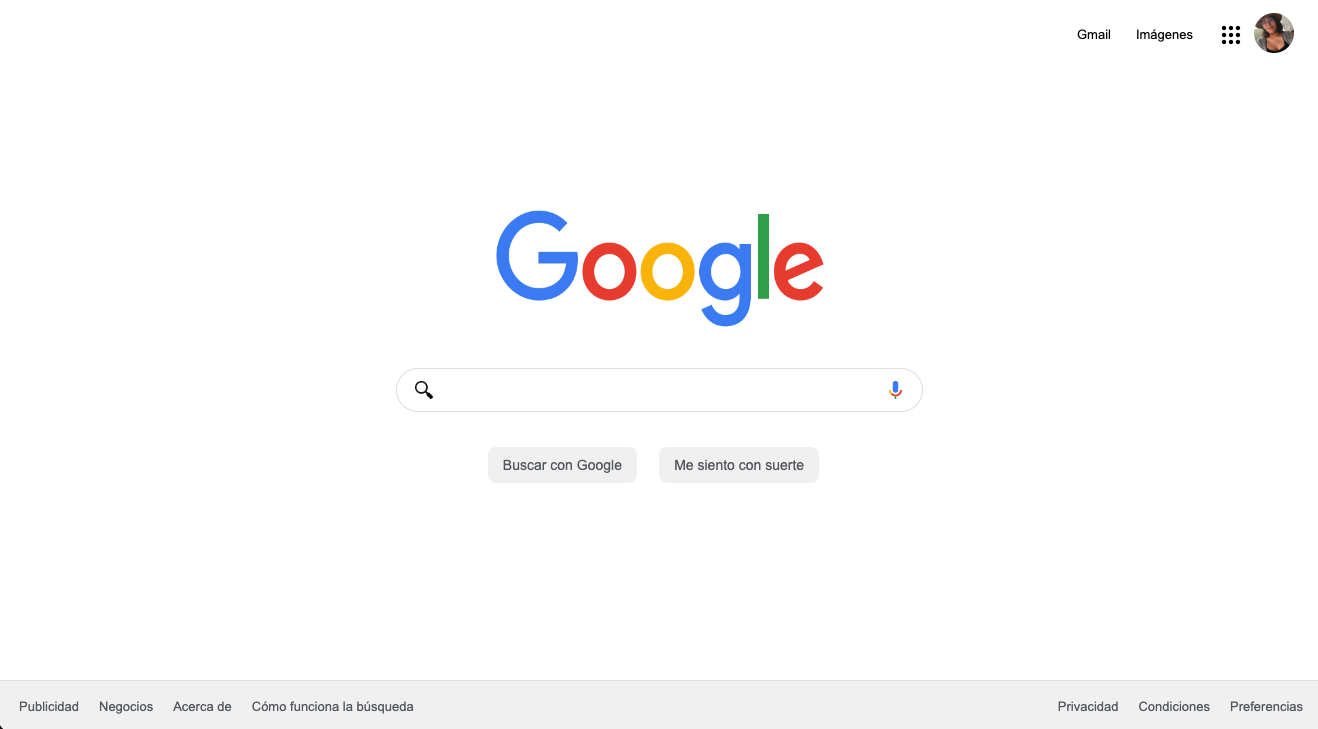 Gmail Imágenes
Google
Buscar con Google Me siento con suerte
Publicidad Negocios Acerca de Cómo funciona la búsqueda Privacidad Condiciones Preferencias